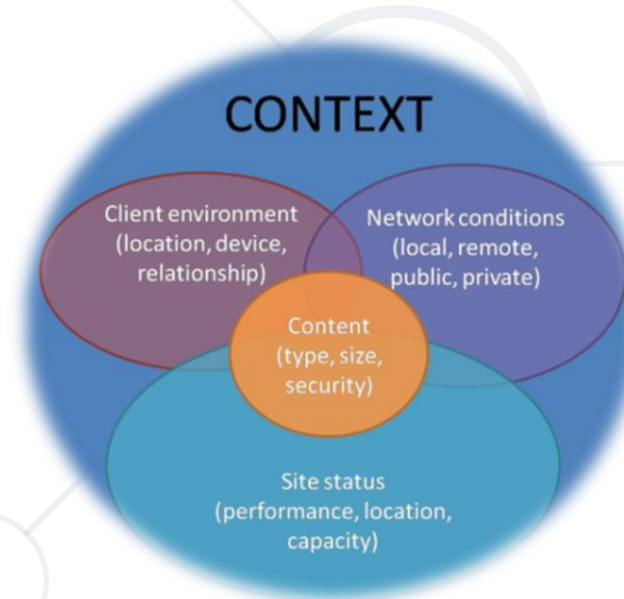 CONTEXT
Client environment
(location, device,
relationship)
Network conditions
(local, remote,
public, private)
Content
(type, size,
security)
Site status
(performance, location,
capacity)